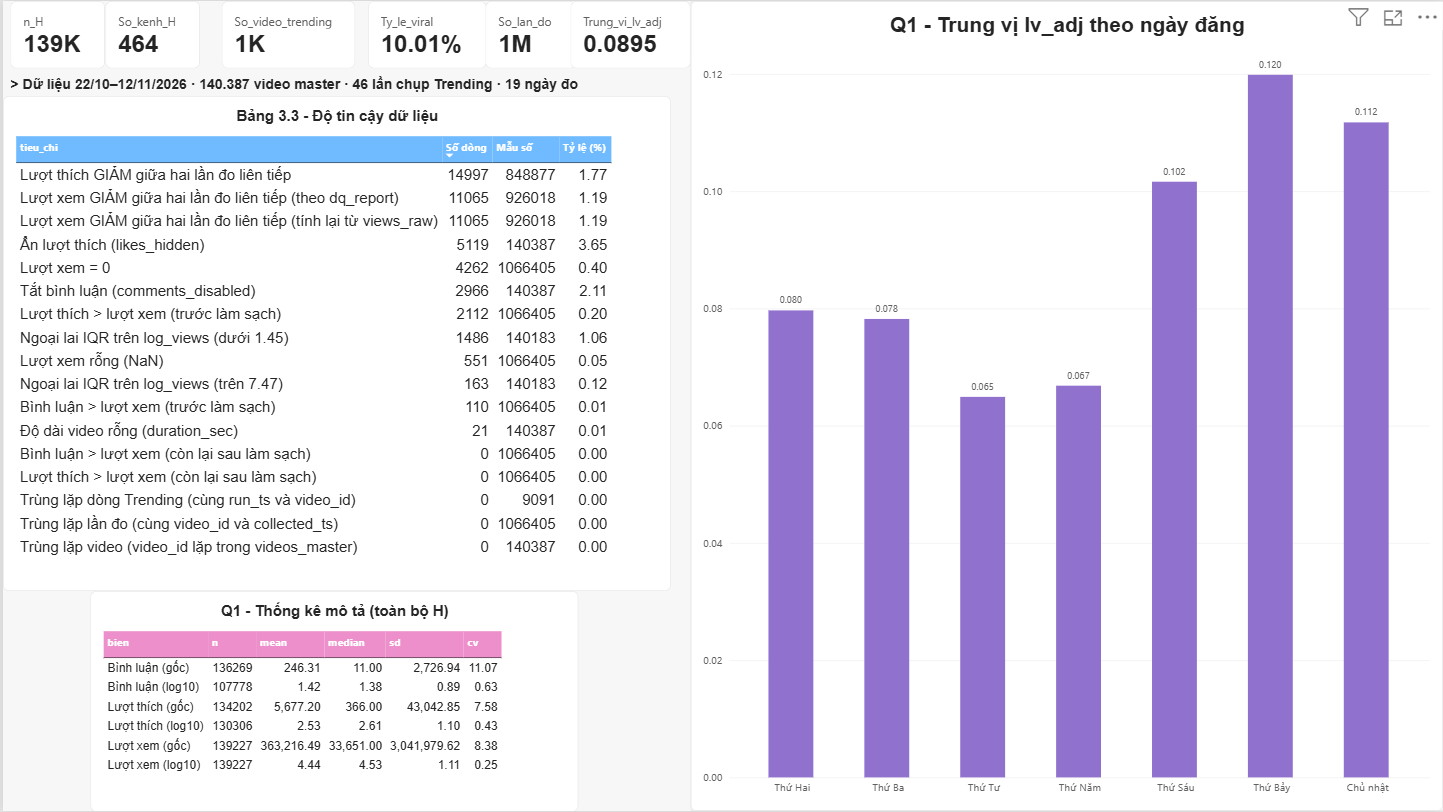 n_H
139K
So_kenh_H
464
So_video_trending
1K
Ty_le_viral
10.01%
So_lan_do
1M
Trung_vi_lv_adj
0.0895
> Dữ liệu 22/10–12/11/2026 · 140.387 video master · 46 lần chụp Trending · 19 ngày đo
Bảng 3.3 - Độ tin cậy dữ liệu
tieu_chi Số dòng Mẫu số Tỷ lệ (%)
Lượt thích GIẢM giữa hai lần đo liên tiếp 14997 848877 1.77
Lượt xem GIẢM giữa hai lần đo liên tiếp (theo dq_report) 11065 926018 1.19
Lượt xem GIẢM giữa hai lần đo liên tiếp (tính lại từ views_raw) 11065 926018 1.19
Ẩn lượt thích (likes_hidden) 5119 140387 3.65
Lượt xem = 0 4262 1066405 0.40
Tắt bình luận (comments_disabled) 2966 140387 2.11
Lượt thích > lượt xem (trước làm sạch) 2112 1066405 0.20
Ngoại lai IQR trên log_views (dưới 1.45) 1486 140183 1.06
Lượt xem rỗng (NaN) 551 1066405 0.05
Ngoại lai IQR trên log_views (trên 7.47) 163 140183 0.12
Bình luận > lượt xem (trước làm sạch) 110 1066405 0.01
Độ dài video rỗng (duration_sec) 21 140387 0.01
Bình luận > lượt xem (còn lại sau làm sạch) 0 1066405 0.00
Lượt thích > lượt xem (còn lại sau làm sạch) 0 1066405 0.00
Trùng lặp dòng Trending (cùng run_ts và video_id) 0 9091 0.00
Trùng lặp lần đo (cùng video_id và collected_ts) 0 1066405 0.00
Trùng lặp video (video_id lặp trong videos_master) 0 140387 0.00
Q1 - Thống kê mô tả (toàn bộ H)
bien n mean median sd cv
Bình luận (gốc) 136269 246.31 11.00 2,726.94 11.07
Bình luận (log10) 107778 1.42 1.38 0.89 0.63
Lượt thích (gốc) 134202 5,677.20 366.00 43,042.85 7.58
Lượt thích (log10) 130306 2.53 2.61 1.10 0.43
Lượt xem (gốc) 139227 363,216.49 33,651.00 3,041,979.62 8.38
Lượt xem (log10) 139227 4.44 4.53 1.11 0.25
Q1 - Trung vị lv_adj theo ngày đăng
0.12
0.10
0.08
0.06
0.04
0.02
0.00
0.080
0.078
0.065
0.067
0.102
0.120
0.112
Thứ Hai Thứ Ba Thứ Tư Thứ Năm Thứ Sáu Thứ Bảy Chủ nhật